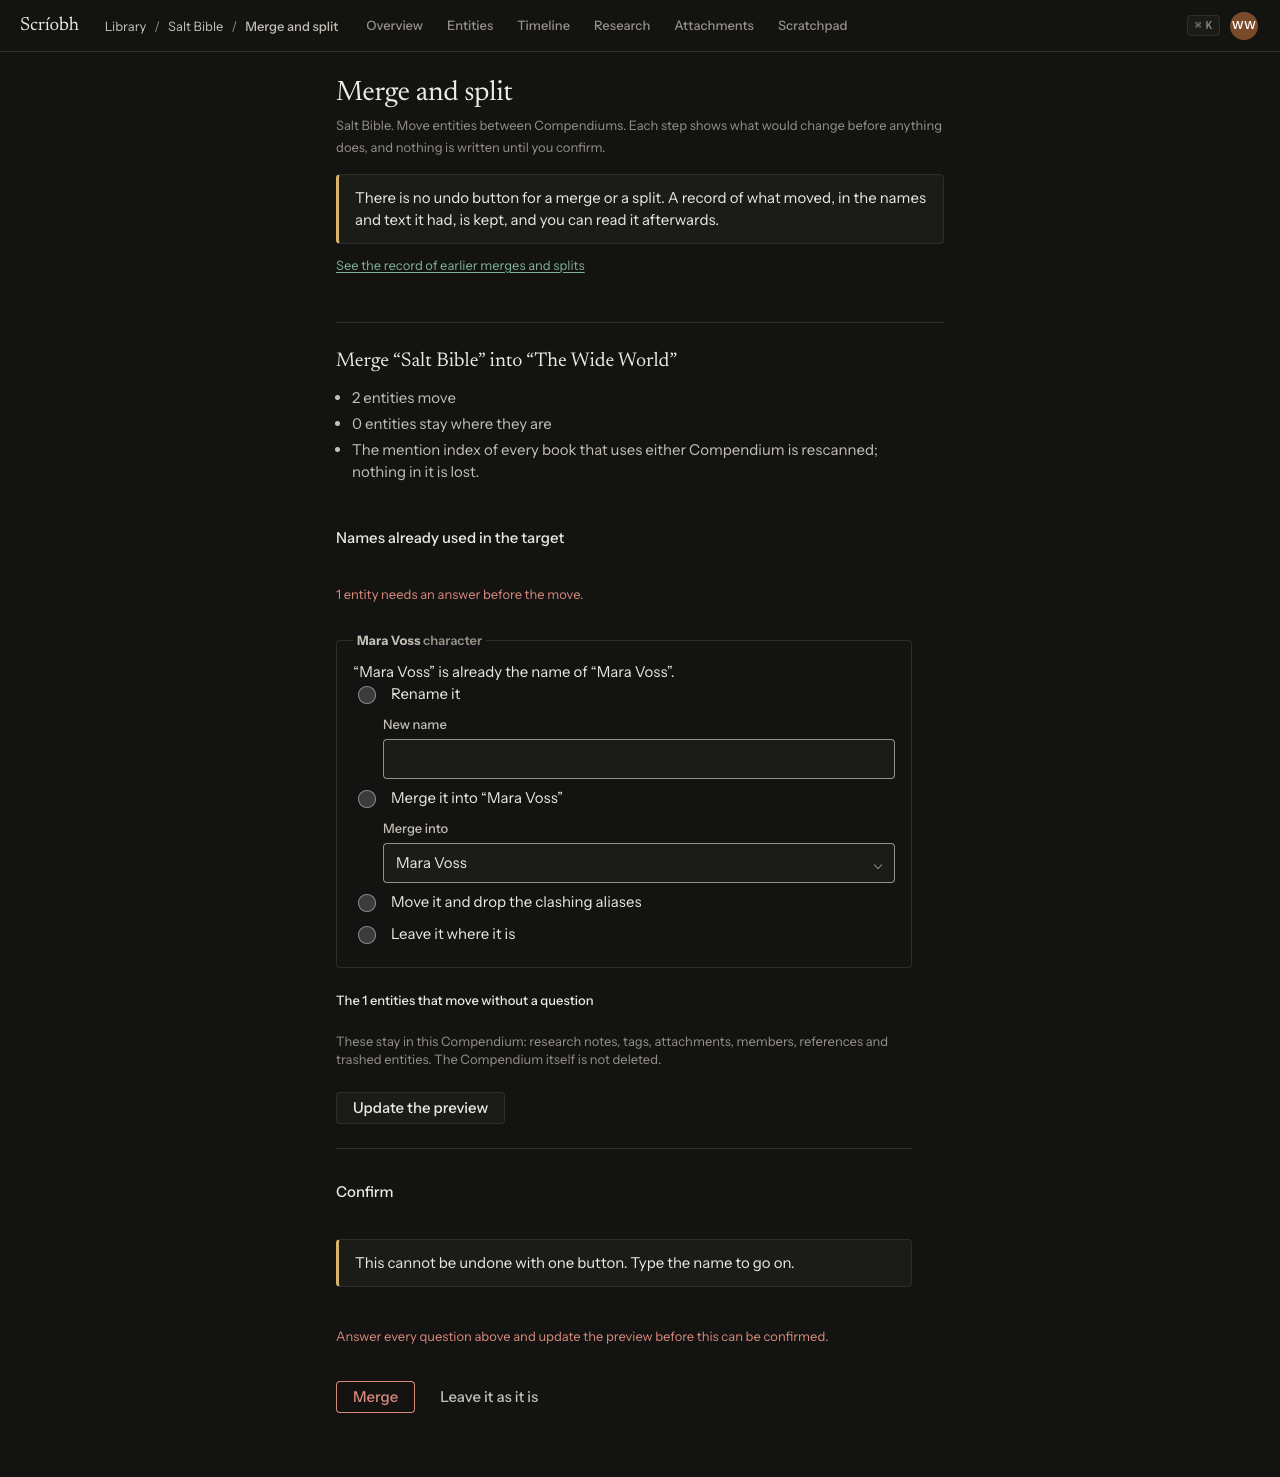 Scríobh
Library / Salt Bible / Merge and split
Overview
Entities
Timeline
Research
Attachments
Scratchpad
⌘ K
WW
Merge and split
Salt Bible. Move entities between Compendiums. Each step shows what would change before anything
does, and nothing is written until you confirm.
There is no undo button for a merge or a split. A record of what moved, in the names
and text it had, is kept, and you can read it afterwards.
See the record of earlier merges and splits
Merge “Salt Bible” into “The Wide World”
• 2 entities move
• 0 entities stay where they are
• The mention index of every book that uses either Compendium is rescanned;
nothing in it is lost.
Names already used in the target
1 entity needs an answer before the move.
Mara Voss character
“Mara Voss” is already the name of “Mara Voss”.
Rename it
New name
Merge it into “Mara Voss”
Merge into
Mara Voss
Move it and drop the clashing aliases
Leave it where it is
The 1 entities that move without a question
These stay in this Compendium: research notes, tags, attachments, members, references and
trashed entities. The Compendium itself is not deleted.
Update the preview
Confirm
This cannot be undone with one button. Type the name to go on.
Answer every question above and update the preview before this can be confirmed.
Merge
Leave it as it is